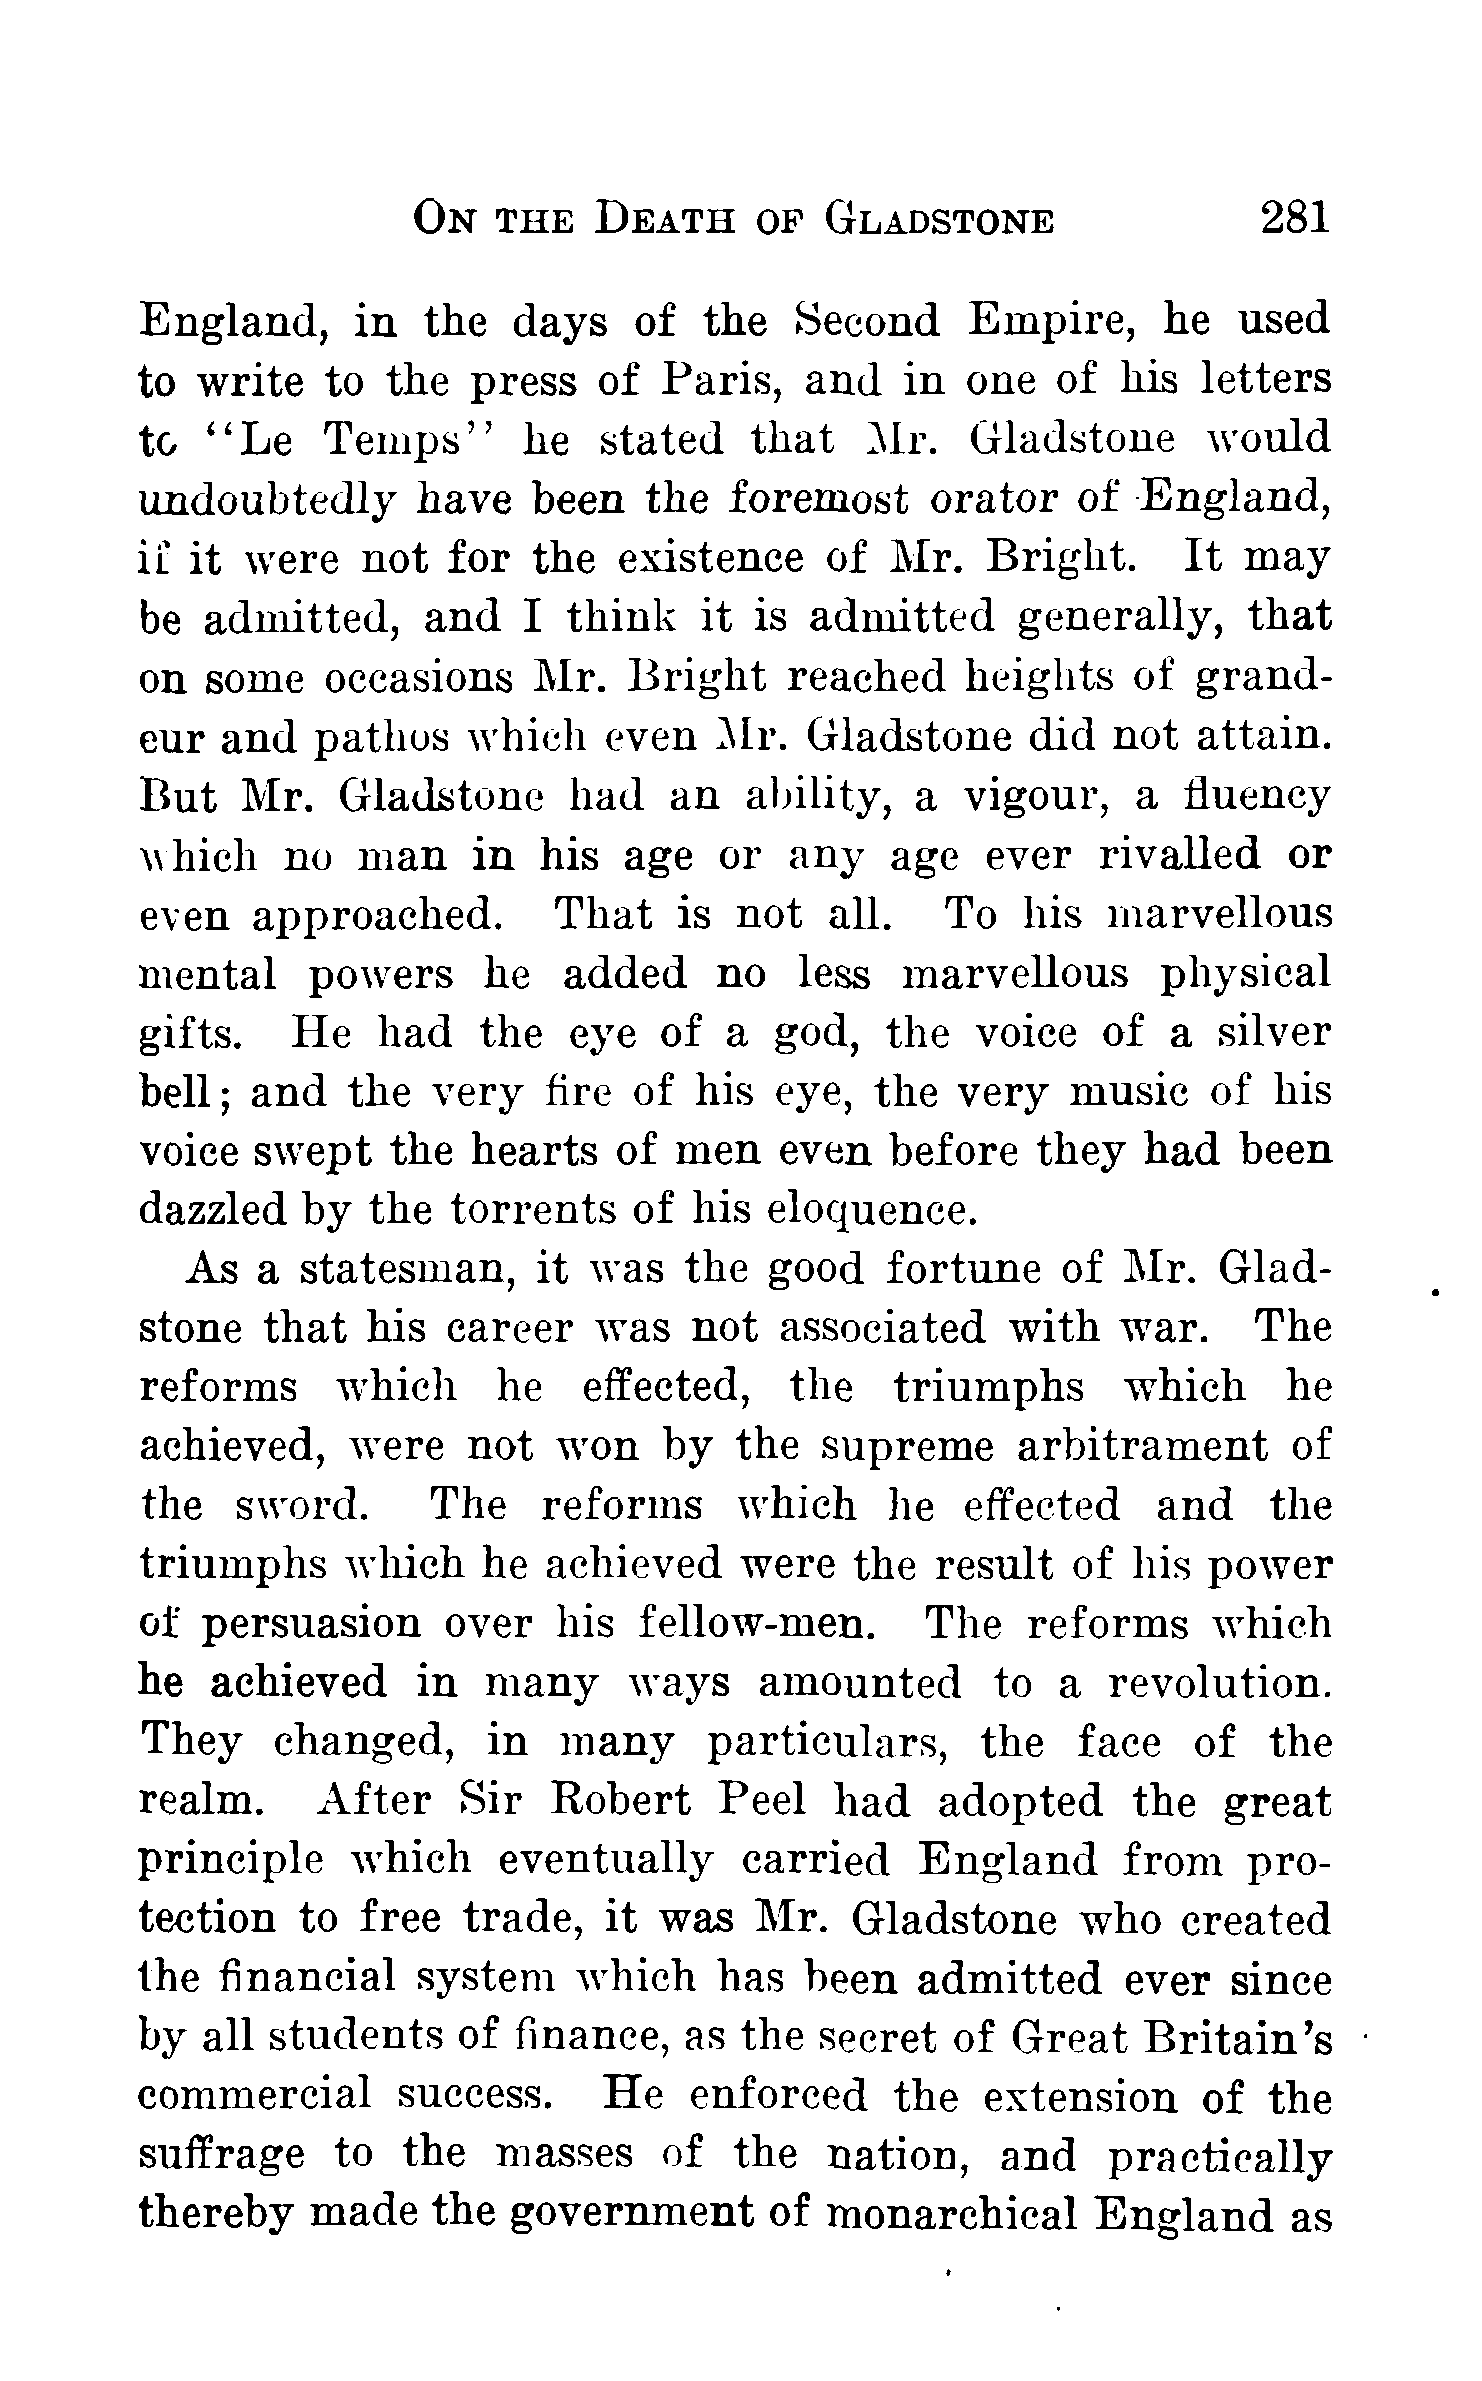 ON THE DEATH OF GLADSTONE 281
England, in the days of the Second Empire, he used
to write to the press of Paris, and in one of his letters
to "Le Temps" he stated that Mr. Gladstone would
undoubtedly have been the foremost orator of England,
if it were not for the existence of Mr. Bright. It may
be admitted, and I think it is admitted generally, that
on some occasions Mr. Bright reached heights of grand-
eur and pathos which even Mr. Gladstone did not attain.
But Mr. Gladstone had an ability, a vigour, a fluency
which no man in his age or any age ever rivalled or
even approached. That is not all. To his marvellous
mental powers he added no less marvellous physical
gifts. He had the eye of a god, the voice of a silver
bell; and the very fire of his eye, the very music of his
voice swept the hearts of men even before they had been
dazzled by the torrents of his eloquence.
As a statesman, it was the good fortune of Mr. Glad-
stone that his career was not associated with war. The
reforms which he effected, the triumphs which he
achieved, were not won by the supreme arbitrament of
the sword. The reforms which he effected and the
triumphs which he achieved were the result of his power
of persuasion over his fellow-men. The reforms which
he achieved in many ways amounted to a revolution.
They changed, in many particulars, the face of the
realm. After Sir Robert Peel had adopted the great
principle which eventually carried England from pro-
tection to free trade, it was Mr. Gladstone who created
the financial system which has been admitted ever since
by all students of finance, as the secret of Great Britain's
commercial success. He enforced the extension of the
suffrage to the masses of the nation, and practically
thereby made the government of monarchical England as